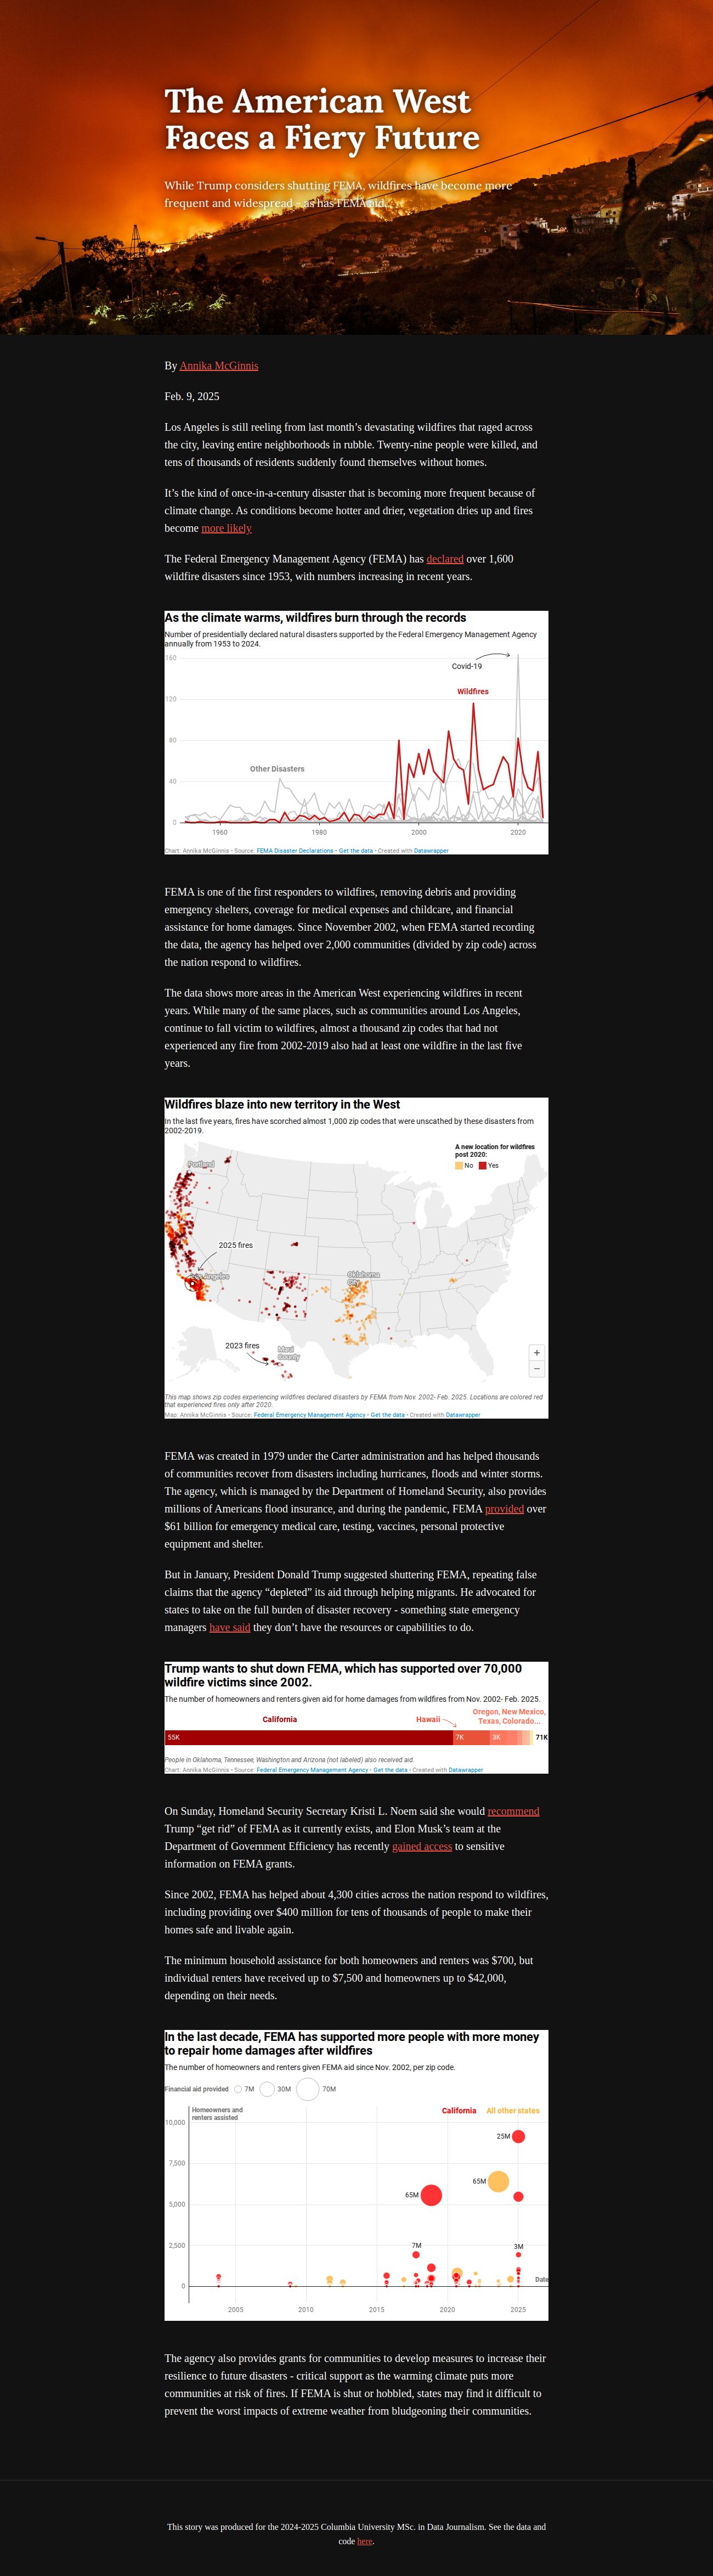 The American West
Faces a Fiery Future
While Trump considers shutting FEMA, wildfires have become more
frequent and widespread - as has FEMA aid.
By Annika McGinnis
Feb. 9, 2025
Los Angeles is still reeling from last month’s devastating wildfires that raged across
the city, leaving entire neighborhoods in rubble. Twenty-nine people were killed, and
tens of thousands of residents suddenly found themselves without homes.
It’s the kind of once-in-a-century disaster that is becoming more frequent because of
climate change. As conditions become hotter and drier, vegetation dries up and fires
become more likely
The Federal Emergency Management Agency (FEMA) has declared over 1,600
wildfire disasters since 1953, with numbers increasing in recent years.
As the climate warms, wildfires burn through the records
Number of presidentially declared natural disasters supported by the Federal Emergency Management Agency
annually from 1953 to 2024.
160
Covid-19
120
Wildfires
80
Other Disasters
40
0
1960 1980 2000 2020
Chart: Annika McGinnis • Source: FEMA Disaster Declarations • Get the data • Created with Datawrapper
FEMA is one of the first responders to wildfires, removing debris and providing
emergency shelters, coverage for medical expenses and childcare, and financial
assistance for home damages. Since November 2002, when FEMA started recording
the data, the agency has helped over 2,000 communities (divided by zip code) across
the nation respond to wildfires.
The data shows more areas in the American West experiencing wildfires in recent
years. While many of the same places, such as communities around Los Angeles,
continue to fall victim to wildfires, almost a thousand zip codes that had not
experienced any fire from 2002-2019 also had at least one wildfire in the last five
years.
Wildfires blaze into new territory in the West
In the last five years, fires have scorched almost 1,000 zip codes that were unscathed by these disasters from
2002-2019.
A new location for wildfires
post 2020:
No Yes
Portland
2025 fires
Los Angeles
Oklahoma
City
2023 fires
Maui
County
+
−
This map shows zip codes experiencing wildfires declared disasters by FEMA from Nov. 2002- Feb. 2025. Locations are colored red
that experienced fires only after 2020.
Map: Annika McGinnis • Source: Federal Emergency Management Agency • Get the data • Created with Datawrapper
FEMA was created in 1979 under the Carter administration and has helped thousands
of communities recover from disasters including hurricanes, floods and winter storms.
The agency, which is managed by the Department of Homeland Security, also provides
millions of Americans flood insurance, and during the pandemic, FEMA provided over
$61 billion for emergency medical care, testing, vaccines, personal protective
equipment and shelter.
But in January, President Donald Trump suggested shuttering FEMA, repeating false
claims that the agency “depleted” its aid through helping migrants. He advocated for
states to take on the full burden of disaster recovery - something state emergency
managers have said they don’t have the resources or capabilities to do.
Trump wants to shut down FEMA, which has supported over 70,000
wildfire victims since 2002.
The number of homeowners and renters given aid for home damages from wildfires from Nov. 2002- Feb. 2025.
California
Hawaii
Oregon, New Mexico,
Texas, Colorado...
55K 7K 3K 71K
People in Oklahoma, Tennessee, Washington and Arizona (not labeled) also received aid.
Chart: Annika McGinnis • Source: Federal Emergency Management Agency • Get the data • Created with Datawrapper
On Sunday, Homeland Security Secretary Kristi L. Noem said she would recommend
Trump “get rid” of FEMA as it currently exists, and Elon Musk’s team at the
Department of Government Efficiency has recently gained access to sensitive
information on FEMA grants.
Since 2002, FEMA has helped about 4,300 cities across the nation respond to wildfires,
including providing over $400 million for tens of thousands of people to make their
homes safe and livable again.
The minimum household assistance for both homeowners and renters was $700, but
individual renters have received up to $7,500 and homeowners up to $42,000,
depending on their needs.
In the last decade, FEMA has supported more people with more money
to repair home damages after wildfires
The number of homeowners and renters given FEMA aid since Nov. 2002, per zip code.
Financial aid provided 7M 30M 70M
Homeowners and
renters assisted
California All other states
10,000
25M
7,500
65M
65M
5,000
2,500
7M
3M
Date
0
2005 2010 2015 2020 2025
The agency also provides grants for communities to develop measures to increase their
resilience to future disasters - critical support as the warming climate puts more
communities at risk of fires. If FEMA is shut or hobbled, states may find it difficult to
prevent the worst impacts of extreme weather from bludgeoning their communities.
This story was produced for the 2024-2025 Columbia University MSc. in Data Journalism. See the data and
code here.